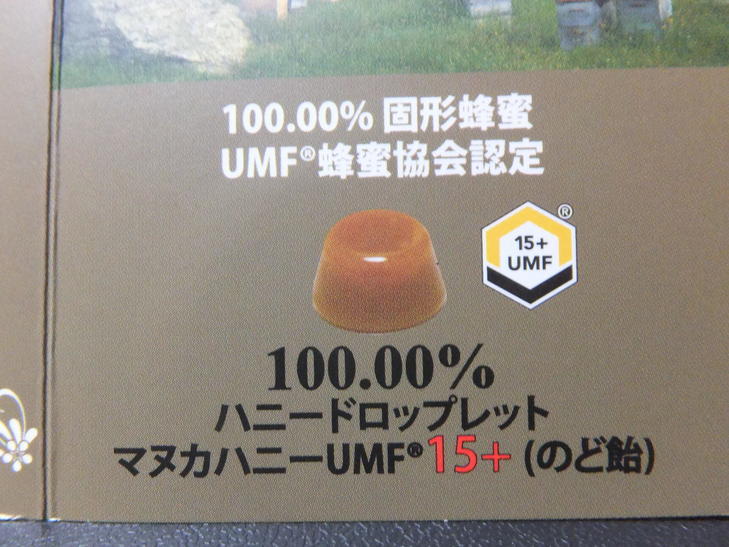 100.00% 固形蜂蜜
UMF®蜂蜜協会認定
®
15+
UMF
100.00%
ハニードロップレット
マヌカハニーUMF®15+ (のど飴)